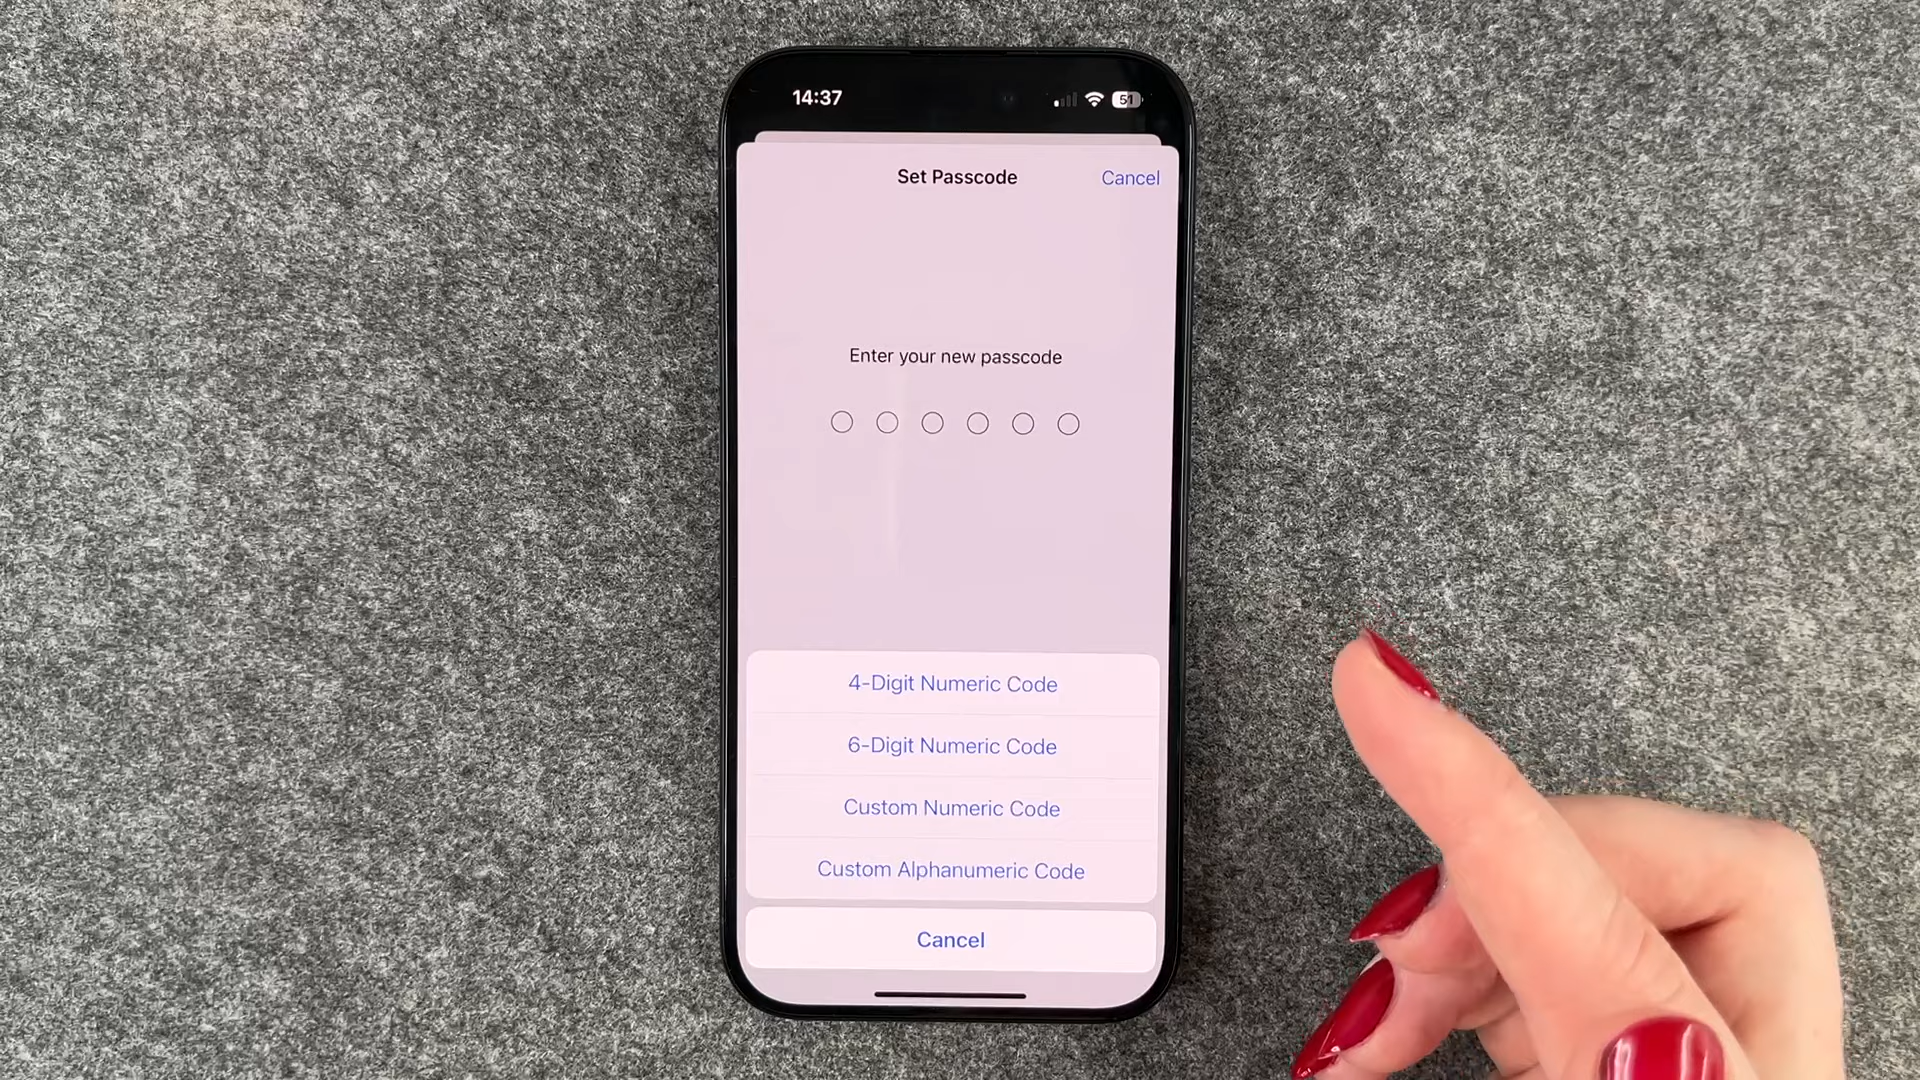 14:37
51
Set Passcode
Cancel
Enter your new passcode
4-Digit Numeric Code
6-Digit Numeric Code
Custom Numeric Code
Custom Alphanumeric Code
Cancel